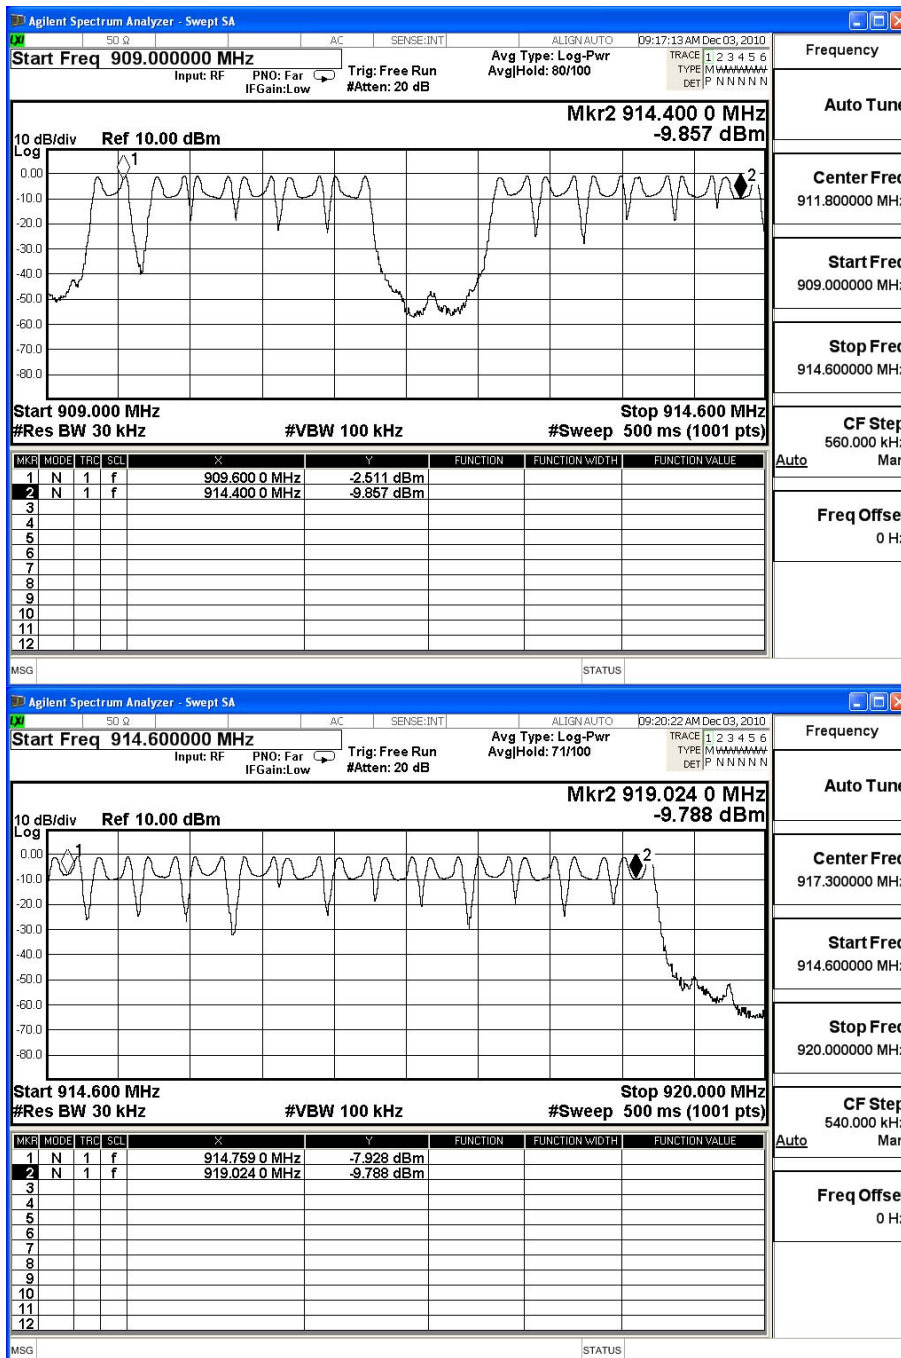 Agilent Spectrum Analyzer - Swept SA
LXI 50 Ω AC SENSE:INT ALIGN AUTO 09:17:13 AM Dec 03, 2010
Start Freq 909.000000 MHz
Input: RF PNO: Far IFGain:Low
Trig: Free Run
#Atten: 20 dB
Avg Type: Log-Pwr
Avg|Hold: 80/100
TRACE 1 2 3 4 5 6
TYPE M
DET P N N N N N
Mkr2 914.400 0 MHz
-9.857 dBm
10 dB/div Ref 10.00 dBm
Log
1
2
0.00
-10.0
-20.0
-30.0
-40.0
-50.0
-60.0
-70.0
-80.0
Start 909.000 MHz Stop 914.600 MHz
#Res BW 30 kHz #VBW 100 kHz #Sweep 500 ms (1001 pts)
MKR MODE TRC SCL X Y FUNCTION FUNCTION WIDTH FUNCTION VALUE
1 N 1 f 909.600 0 MHz -2.511 dBm
2 N 1 f 914.400 0 MHz -9.857 dBm
3
4
5
6
7
8
9
10
11
12
MSG STATUS
Frequency
Auto Tune
Center Freq
911.800000 MHz
Start Freq
909.000000 MHz
Stop Freq
914.600000 MHz
CF Step
560.000 kHz
Auto Man
Freq Offset
0 Hz
Agilent Spectrum Analyzer - Swept SA
LXI 50 Ω AC SENSE:INT ALIGN AUTO 09:20:22 AM Dec 03, 2010
Start Freq 914.600000 MHz
Input: RF PNO: Far IFGain:Low
Trig: Free Run
#Atten: 20 dB
Avg Type: Log-Pwr
Avg|Hold: 71/100
TRACE 1 2 3 4 5 6
TYPE M
DET P N N N N N
Mkr2 919.024 0 MHz
-9.788 dBm
10 dB/div Ref 10.00 dBm
Log
1
2
0.00
-10.0
-20.0
-30.0
-40.0
-50.0
-60.0
-70.0
-80.0
Start 914.600 MHz Stop 920.000 MHz
#Res BW 30 kHz #VBW 100 kHz #Sweep 500 ms (1001 pts)
MKR MODE TRC SCL X Y FUNCTION FUNCTION WIDTH FUNCTION VALUE
1 N 1 f 914.759 0 MHz -7.928 dBm
2 N 1 f 919.024 0 MHz -9.788 dBm
3
4
5
6
7
8
9
10
11
12
MSG STATUS
Frequency
Auto Tune
Center Freq
917.300000 MHz
Start Freq
914.600000 MHz
Stop Freq
920.000000 MHz
CF Step
540.000 kHz
Auto Man
Freq Offset
0 Hz